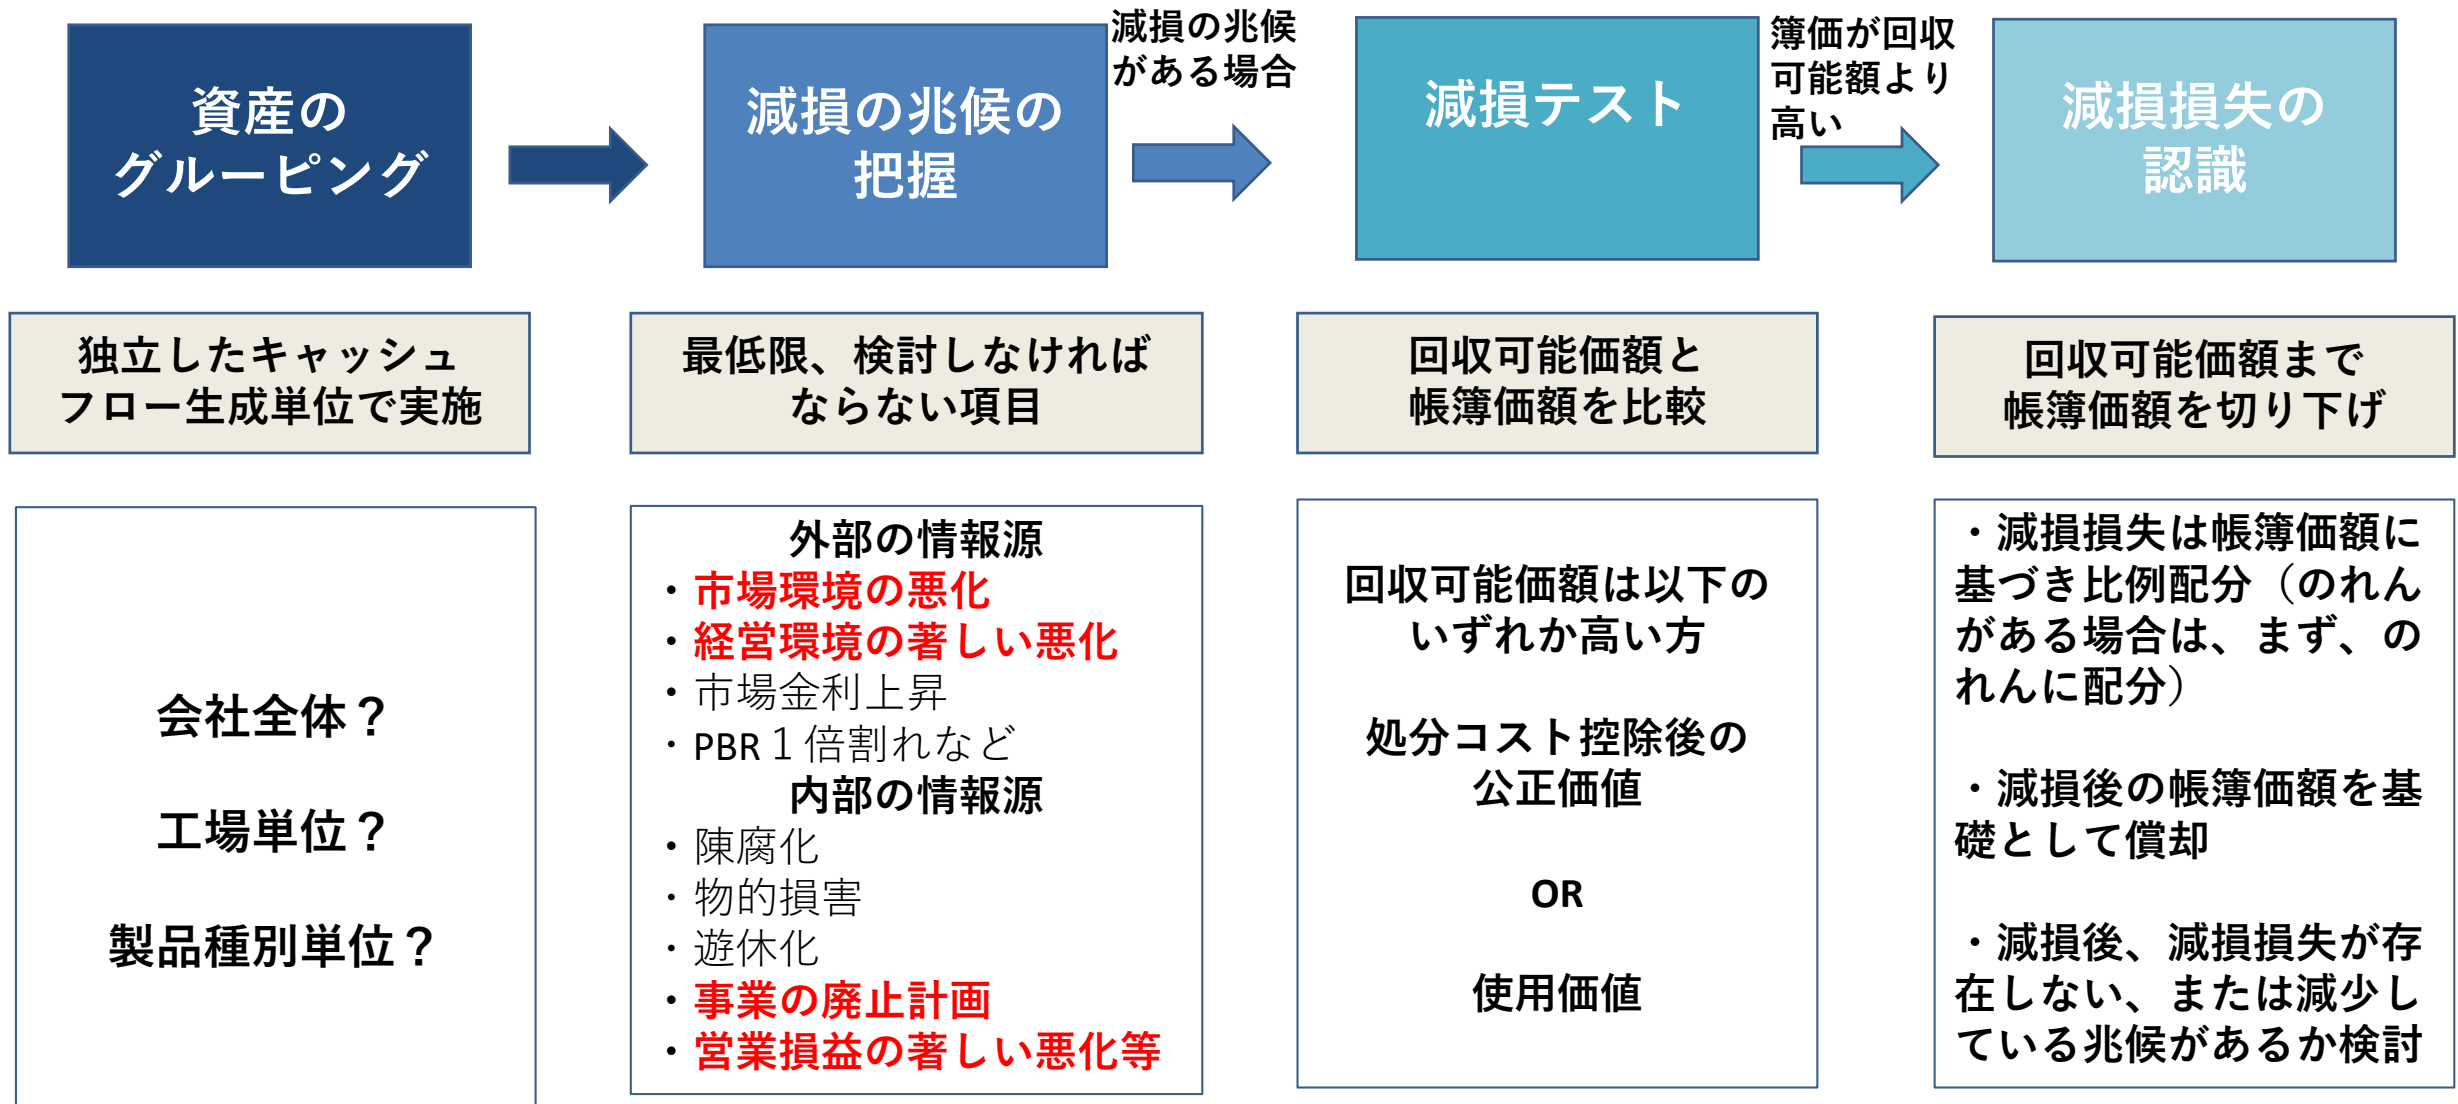 資産の
グルーピング
減損の兆候の
把握
減損の兆候
がある場合
減損テスト
簿価が回収
可能額より
高い
減損損失の
認識
独立したキャッシュ
フロー生成単位で実施
最低限、検討しなければ
ならない項目
回収可能価額と
帳簿価額を比較
回収可能価額まで
帳簿価額を切り下げ
会社全体？
工場単位？
製品種別単位？
外部の情報源
・市場環境の悪化
・経営環境の著しい悪化
・市場金利上昇
・PBR１倍割れなど
内部の情報源
・陳腐化
・物的損害
・遊休化
・事業の廃止計画
・営業損益の著しい悪化等
回収可能価額は以下の
いずれか高い方
処分コスト控除後の
公正価値
OR
使用価値
・減損損失は帳簿価額に
基づき比例配分（のれん
がある場合は、まず、の
れんに配分）
・減損後の帳簿価額を基
礎として償却
・減損後、減損損失が存
在しない、または減少し
ている兆候があるか検討